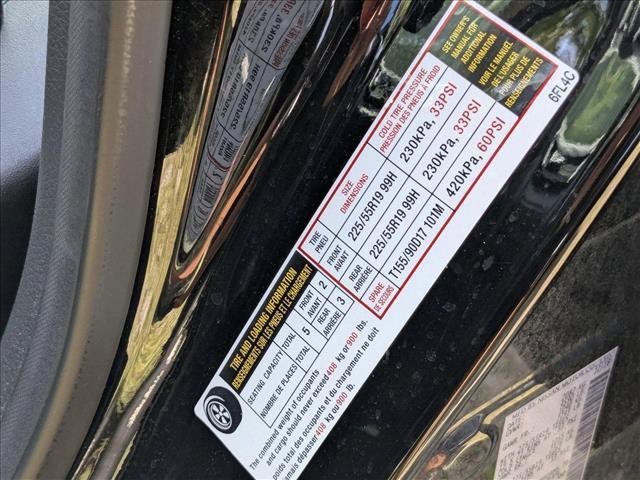 TIRE AND LOADING INFORMATION
RENSEIGNEMENTS SUR LES PNEUS ET LE CHARGEMENT
SEATING CAPACITY TOTAL 5 FRONT 2 REAR 3
NOMBRE DE PLACES TOTAL AVANT ARRIÈRE
The combined weight of occupants
and cargo should never exceed 408 kg or 900 lbs.
poids total des occupants et du chargement ne doit
jamais dépasser 408 kg ou 900 lb.
TIRE SIZE COLD TIRE PRESSURE
PNEU DIMENSIONS PRESSION DES PNEUS À FROID
FRONT AVANT 225/55R19 99H 230kPa, 33PSI
REAR ARRIÈRE 225/55R19 99H 230kPa, 33PSI
SPARE DE SECOURS T155/90D17 101M 420kPa, 60PSI
SEE OWNER'S
MANUAL FOR
ADDITIONAL
INFORMATION
VOIR LE MANUEL
DE L'USAGER
POUR PLUS DE
RENSEIGNEMENTS
6FL4C
MFD BY NISSAN MOTOR